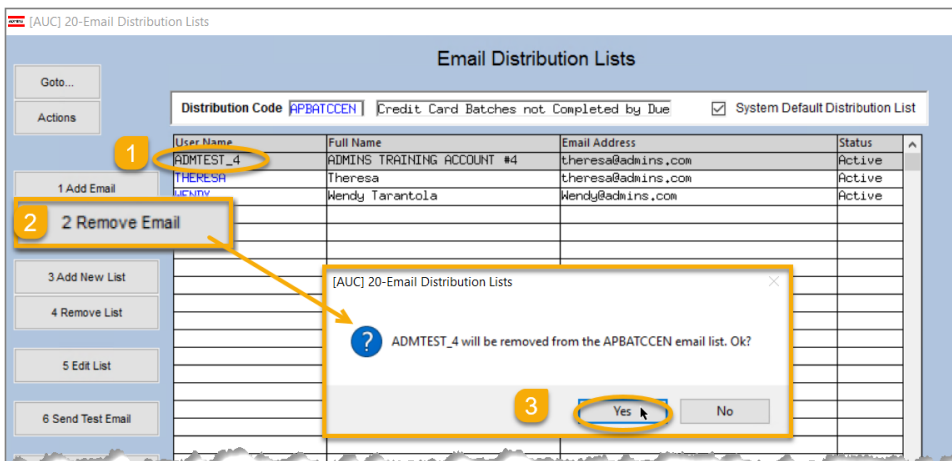 [AUC] 20-Email Distribution Lists
Email Distribution Lists
Goto...
Actions
Distribution Code APBATCCEN Credit Card Batches not Completed by Due System Default Distribution List
User Name Full Name Email Address Status
1
ADMTEST_4 ADMINS TRAINING ACCOUNT #4 theresa@admins.com Active
THERESA Theresa theresa@admins.com Active
WENDY Wendy Tarantola Wendy@admins.com Active
1 Add Email
2
2 Remove Email
3 Add New List
4 Remove List
5 Edit List
6 Send Test Email
[AUC] 20-Email Distribution Lists
? ADMTEST_4 will be removed from the APBATCCEN email list. Ok?
3
Yes No